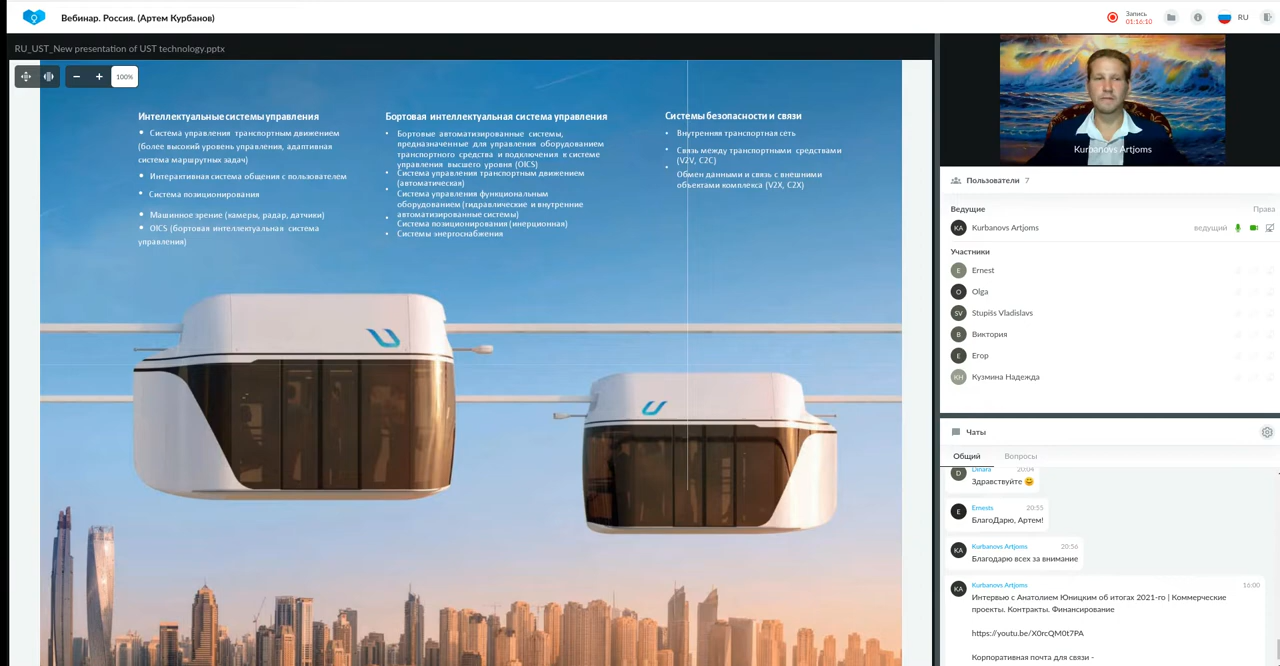 Вебинар. Россия. (Артем Курбанов)
Запись
01:16:10
RU
RU_UST_New presentation of UST technology.pptx
100%
Интеллектуальные системы управления
• Система управления транспортным движением
(более высокий уровень управления, адаптивная
система маршрутных задач)
• Интерактивная система общения с пользователем
• Система позиционирования
• Машинное зрение (камеры, радар, датчики)
• OICS (бортовая интеллектуальная система
управления)
Бортовая интеллектуальная система управления
• Бортовые автоматизированные системы,
предназначенные для управления оборудованием
транспортного средства и подключения к системе
управления высшего уровня (OICS)
• Система управления транспортным движением
(автоматическая)
• Система управления функциональным
оборудованием (гидравлические и внутренние
автоматизированные системы)
• Система позиционирования (инерционная)
• Системы энергоснабжения
Системы безопасности и связи
• Внутренняя транспортная сеть
• Связь между транспортными средствами
(V2V, C2C)
• Обмен данными и связь с внешними
объектами комплекса (V2X, C2X)
Kurbanovs Artjoms
Пользователи 7
Ведущие Права
KA Kurbanovs Artjoms ведущий
Участники
E Ernest
O Olga
SV Stupišs Vladislavs
В Виктория
Е Егор
КН Кузмина Надежда
Чаты
Общий Вопросы
D Dinara 20:04
Здравствуйте 😊
E Ernests 20:55
БлагоДарю, Артем!
KA Kurbanovs Artjoms 20:56
Благодарю всех за внимание
KA Kurbanovs Artjoms 16:00
Интервью с Анатолием Юницким об итогах 2021-го | Коммерческие
проекты. Контракты. Финансирование
https://youtu.be/X0rcQM0t7PA
Корпоративная почта для связи -